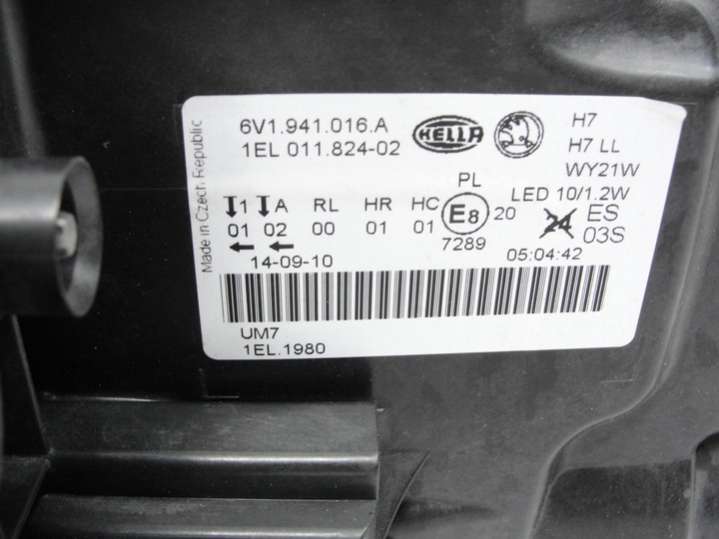 6V1.941.016.A
1EL 011.824-02
HELLA
H7
H7 LL
WY21W
LED 10/1.2W
Made in Czech Republic
1 A RL HR HC PL
01 02 00 01 01 E8 20
7289
24 ES
03S
14-09-10
05:04:42
UM7
1EL.1980